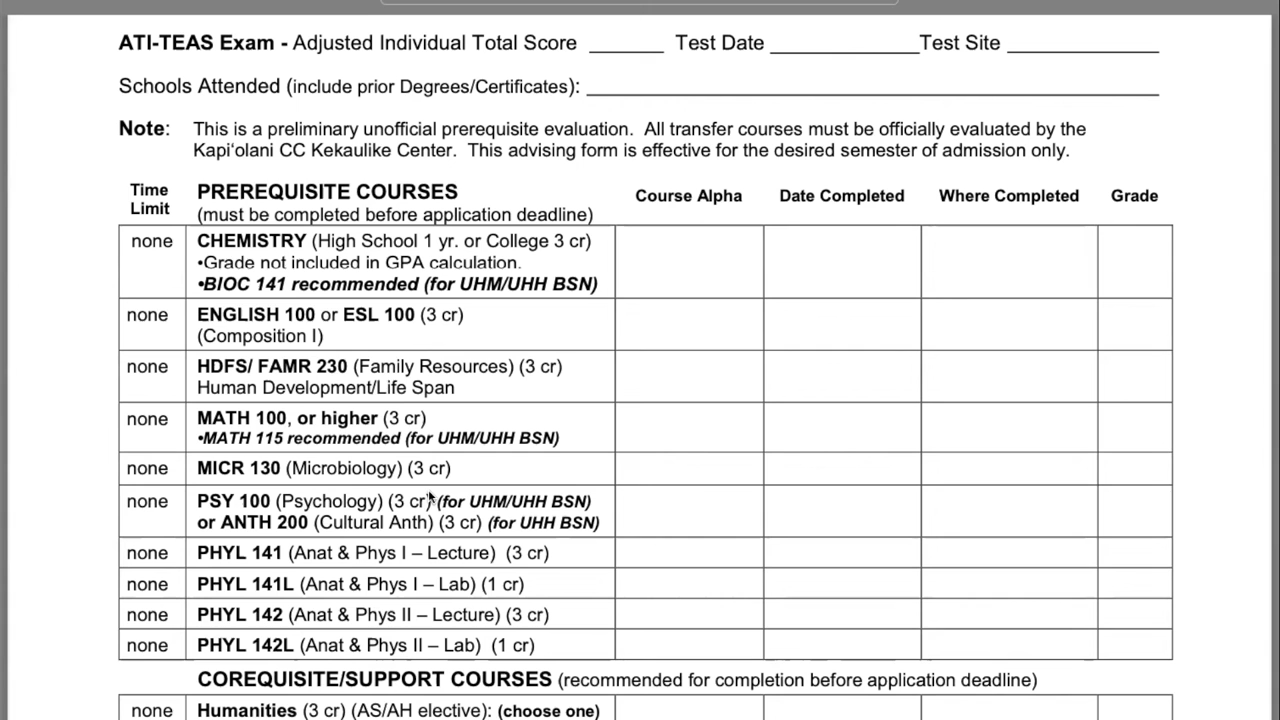 ATI-TEAS Exam - Adjusted Individual Total Score _______ Test Date ______________Test Site ______________
Schools Attended (include prior Degrees/Certificates): ______________________________________________________
Note: This is a preliminary unofficial prerequisite evaluation. All transfer courses must be officially evaluated by the
Kapiʻolani CC Kekaulike Center. This advising form is effective for the desired semester of admission only.
Time Limit PREREQUISITE COURSES Course Alpha Date Completed Where Completed Grade
(must be completed before application deadline)
none CHEMISTRY (High School 1 yr. or College 3 cr)
•Grade not included in GPA calculation.
•BIOC 141 recommended (for UHM/UHH BSN)
none ENGLISH 100 or ESL 100 (3 cr)
(Composition I)
none HDFS/ FAMR 230 (Family Resources) (3 cr)
Human Development/Life Span
none MATH 100, or higher (3 cr)
•MATH 115 recommended (for UHM/UHH BSN)
none MICR 130 (Microbiology) (3 cr)
none PSY 100 (Psychology) (3 cr) (for UHM/UHH BSN)
or ANTH 200 (Cultural Anth) (3 cr) (for UHH BSN)
none PHYL 141 (Anat & Phys I – Lecture) (3 cr)
none PHYL 141L (Anat & Phys I – Lab) (1 cr)
none PHYL 142 (Anat & Phys II – Lecture) (3 cr)
none PHYL 142L (Anat & Phys II – Lab) (1 cr)
COREQUISITE/SUPPORT COURSES (recommended for completion before application deadline)
none Humanities (3 cr) (AS/AH elective): (choose one)